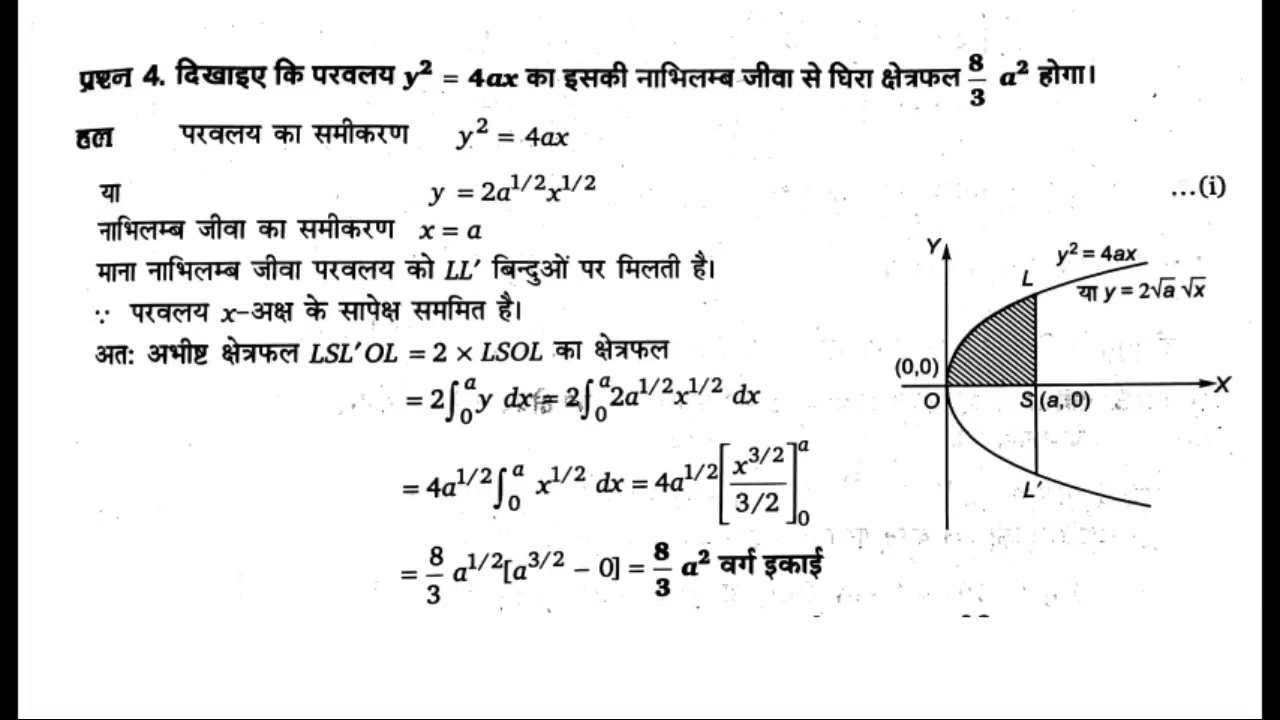 प्रश्न 4. दिखाइए कि परवलय y² = 4ax का इसकी नाभिलम्ब जीवा से घिरा क्षेत्रफल 8/3 a² होगा।
हल परवलय का समीकरण y² = 4ax
या y = 2a^{1/2}x^{1/2} ...(i)
नाभिलम्ब जीवा का समीकरण x = a
माना नाभिलम्ब जीवा परवलय को LL′ बिन्दुओं पर मिलती है।
∵ परवलय x-अक्ष के सापेक्ष सममित है।
अत: अभीष्ट क्षेत्रफल LSL′OL = 2 × LSOL का क्षेत्रफल
= 2∫₀^a y dx = 2∫₀^a 2a^{1/2}x^{1/2} dx
= 4a^{1/2}∫₀^a x^{1/2} dx = 4a^{1/2}[x^{3/2}/(3/2)]₀^a
= 8/3 a^{1/2}[a^{3/2} − 0] = 8/3 a² वर्ग इकाई
Y
y² = 4ax
L
या y = 2√a √x
(0,0)
X
O
S (a, 0)
L′